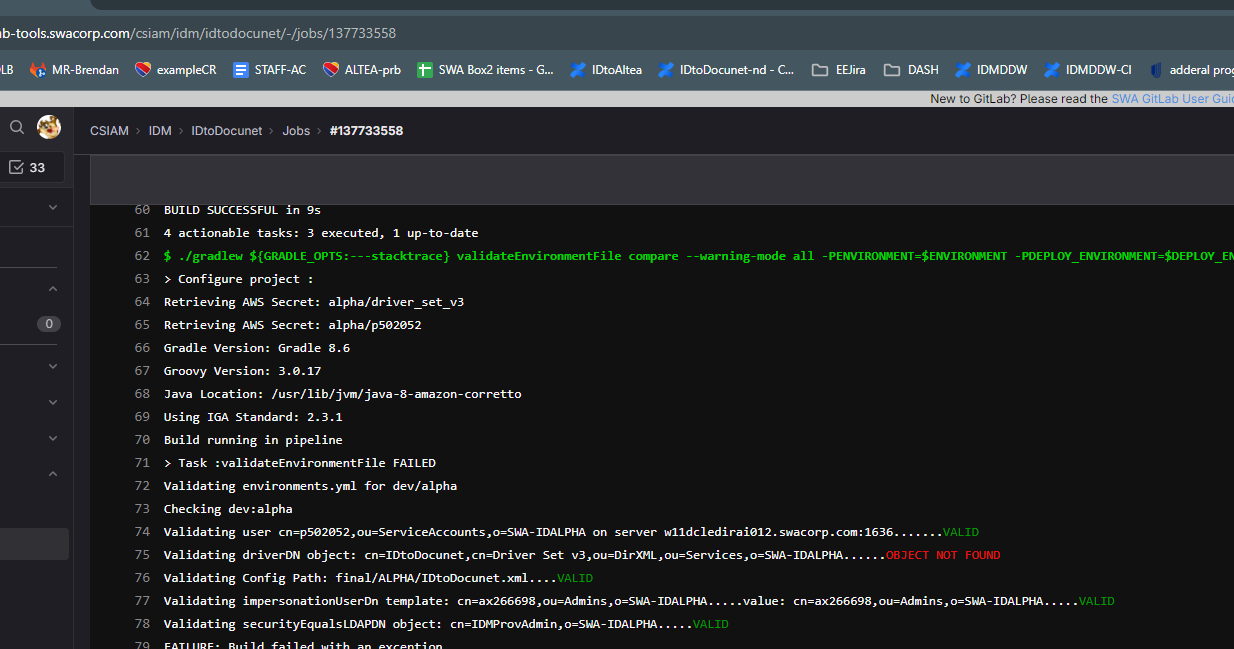 b-tools.swacorp.com/csiam/idm/idtodocunet/-/jobs/137733558
LB MR-Brendan exampleCR STAFF-AC ALTEA-prb SWA Box2 items - G... IDtoAltea IDtoDocunet-nd - C... EEJira DASH IDMDDW IDMDDW-CI adderal prog
New to GitLab? Please read the SWA GitLab User Gui
CSIAM › IDM › IDtoDocunet › Jobs › #137733558
33
0
60 BUILD SUCCESSFUL in 9s
61 4 actionable tasks: 3 executed, 1 up-to-date
62 $ ./gradlew ${GRADLE_OPTS:---stacktrace} validateEnvironmentFile compare --warning-mode all -PENVIRONMENT=$ENVIRONMENT -PDEPLOY_ENVIRONMENT=$DEPLOY_EN
63 > Configure project :
64 Retrieving AWS Secret: alpha/driver_set_v3
65 Retrieving AWS Secret: alpha/p502052
66 Gradle Version: Gradle 8.6
67 Groovy Version: 3.0.17
68 Java Location: /usr/lib/jvm/java-8-amazon-corretto
69 Using IGA Standard: 2.3.1
70 Build running in pipeline
71 > Task :validateEnvironmentFile FAILED
72 Validating environments.yml for dev/alpha
73 Checking dev:alpha
74 Validating user cn=p502052,ou=ServiceAccounts,o=SWA-IDALPHA on server w11dcledirai012.swacorp.com:1636.......VALID
75 Validating driverDN object: cn=IDtoDocunet,cn=Driver Set v3,ou=DirXML,ou=Services,o=SWA-IDALPHA......OBJECT NOT FOUND
76 Validating Config Path: final/ALPHA/IDtoDocunet.xml....VALID
77 Validating impersonationUserDn template: cn=ax266698,ou=Admins,o=SWA-IDALPHA.....value: cn=ax266698,ou=Admins,o=SWA-IDALPHA.....VALID
78 Validating securityEqualsLDAPDN object: cn=IDMProvAdmin,o=SWA-IDALPHA.....VALID
79 FAILURE: Build failed with an exception.